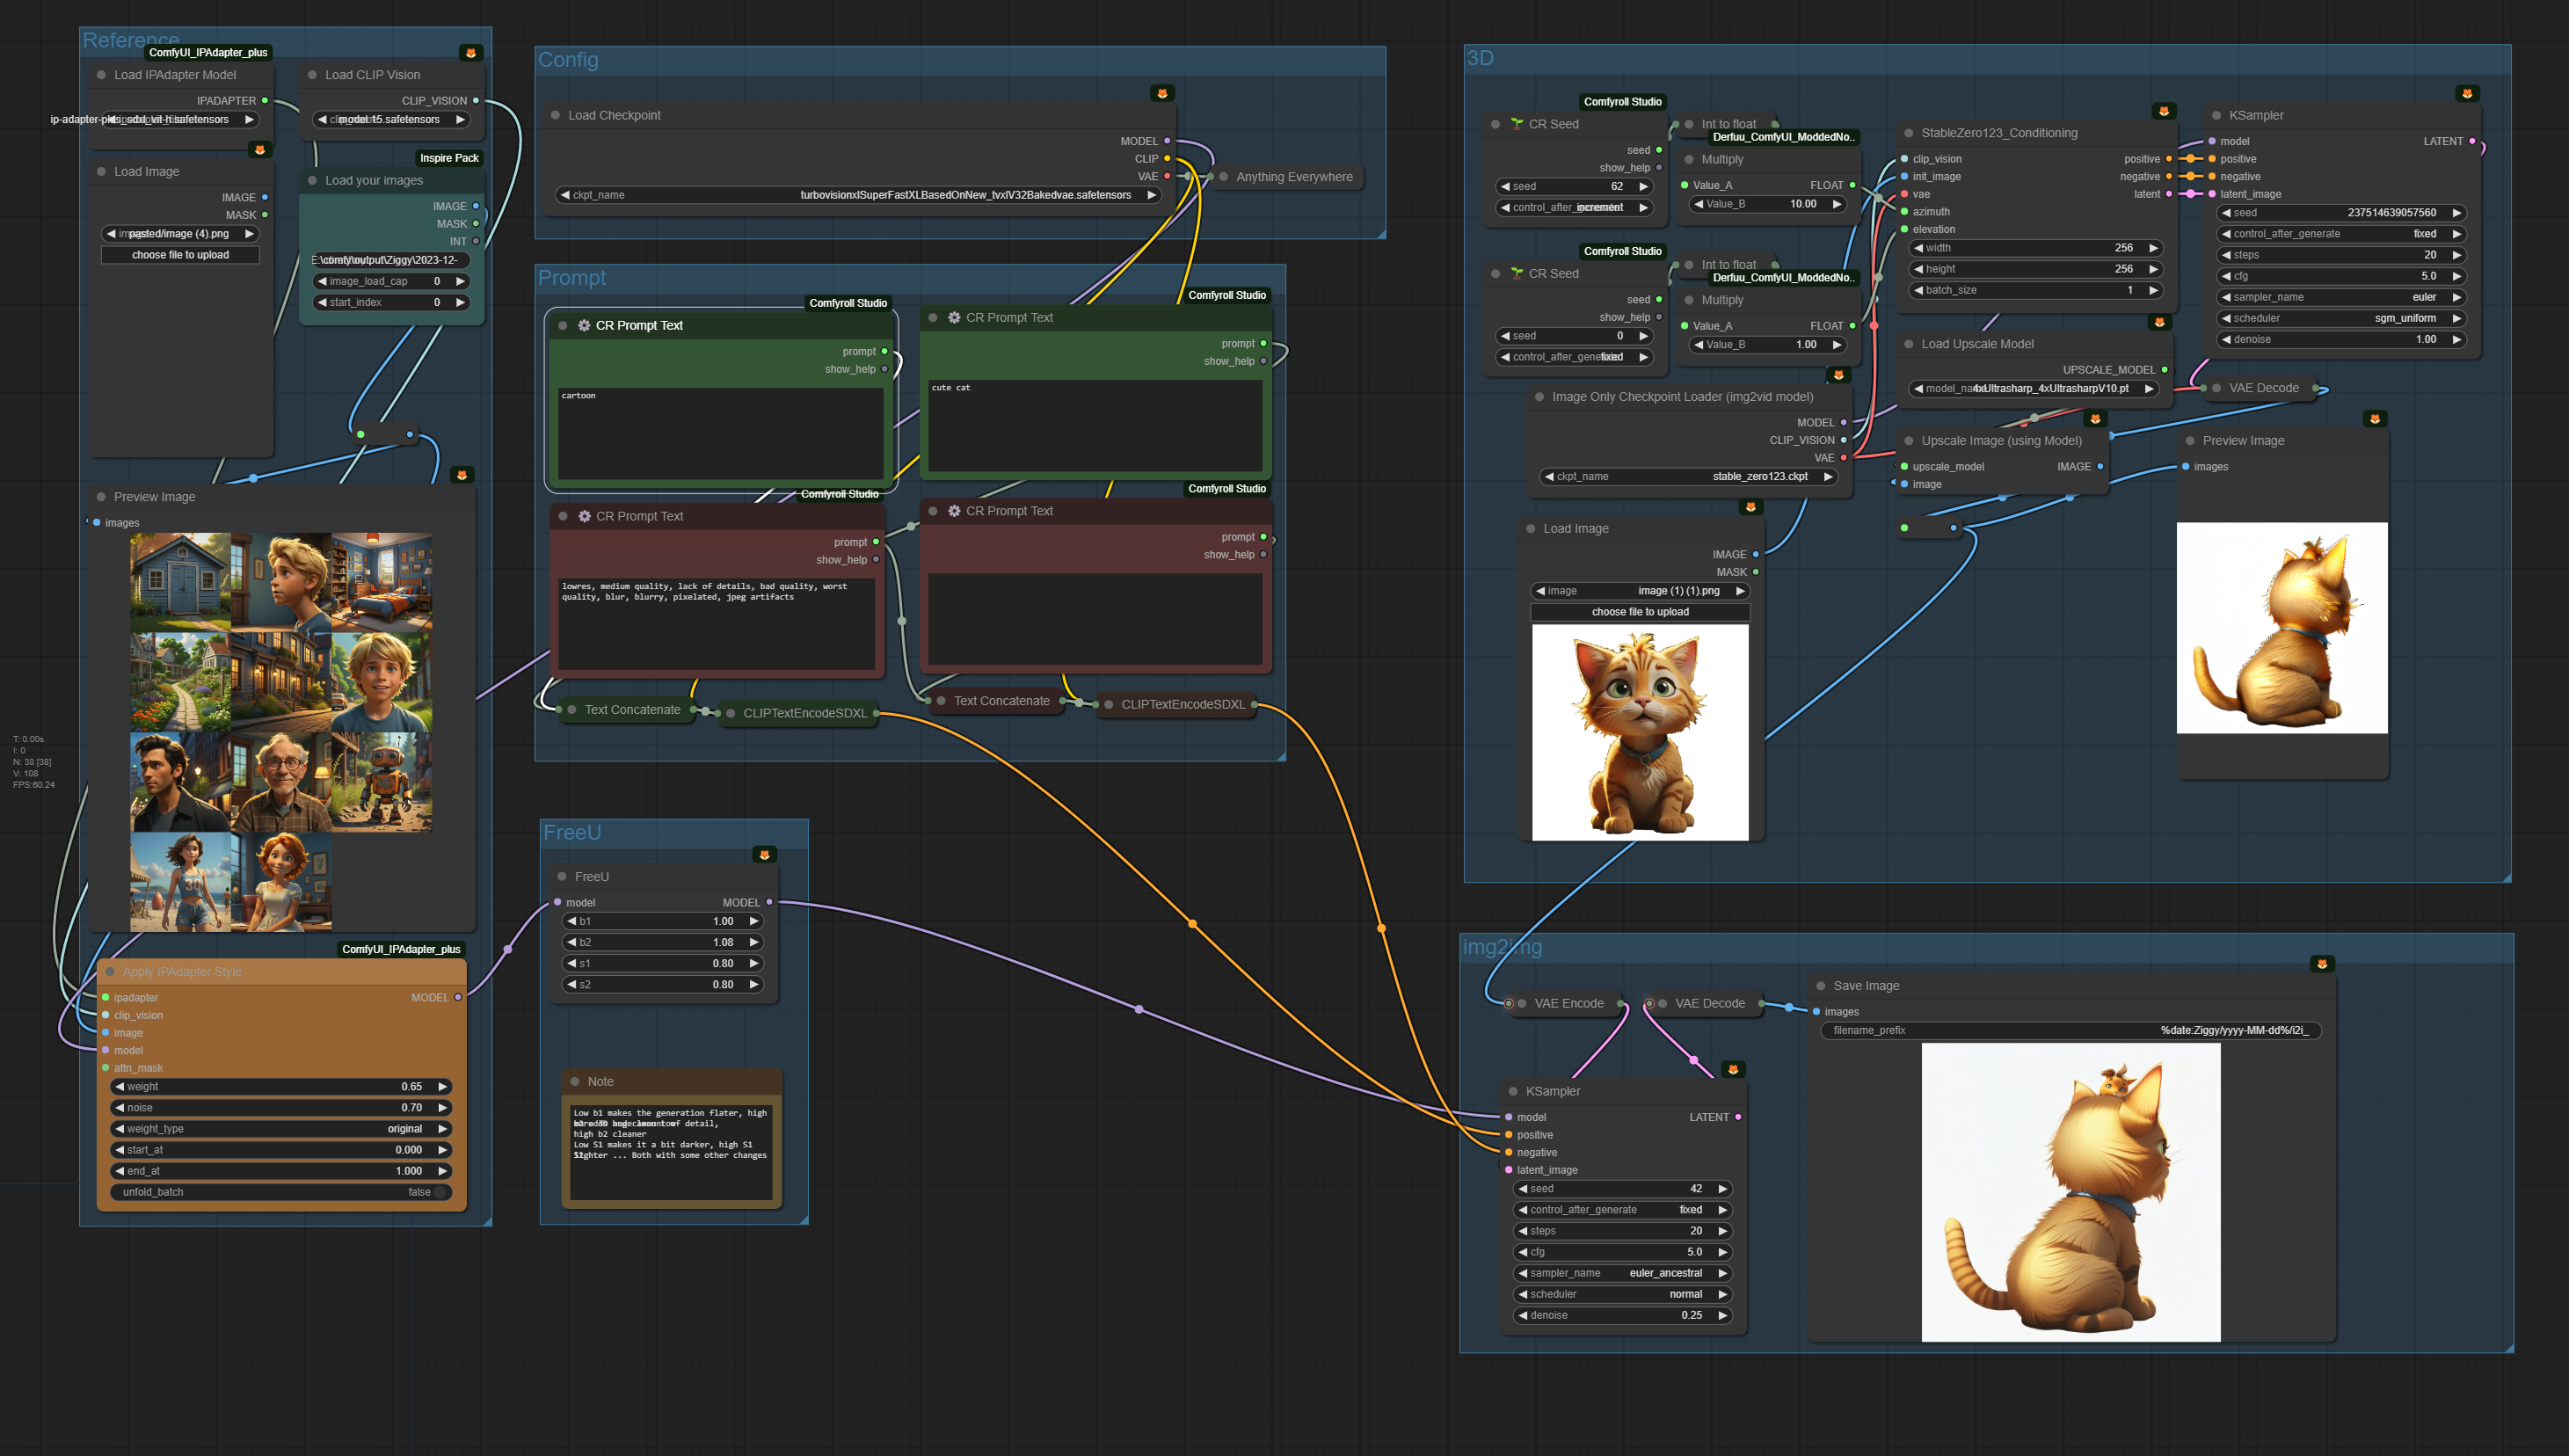 Reference
ComfyUI_IPAdapter_plus
Load IPAdapter Model
IPADAPTER
Load CLIP Vision
CLIP_VISION
model15.safetensors
Load Image
IMAGE
MASK
pasted/image (4).png
choose file to upload
Inspire Pack
Load your images
IMAGE
MASK
INT
image_load_cap 0
start_index 0
Preview Image
images
T: 0.00s
I: 0
N: 38 [38]
V: 108
FPS:60.24
ComfyUI_IPAdapter_plus
Apply IPAdapter Style
ipadapter MODEL
clip_vision
image
model
attn_mask
weight 0.65
noise 0.70
weight_type original
start_at 0.000
end_at 1.000
unfold_batch false
Config
Load Checkpoint
MODEL
CLIP
VAE
ckpt_name turbovisionxlSuperFastXLBasedOnNew_tvxlV32Bakedvae.safetensors
Anything Everywhere
Prompt
Comfyroll Studio
CR Prompt Text
prompt
show_help
cartoon
Comfyroll Studio
CR Prompt Text
prompt
show_help
cute cat
Comfyroll Studio
CR Prompt Text
prompt
show_help
lowres, medium quality, lack of details, bad quality, worst
quality, blur, blurry, pixelated, jpeg artifacts
Comfyroll Studio
CR Prompt Text
prompt
show_help
Text Concatenate
CLIPTextEncodeSDXL
Text Concatenate
CLIPTextEncodeSDXL
FreeU
FreeU
model MODEL
b1 1.00
b2 1.08
s1 0.80
s2 0.80
Note
Low b1 makes the generation flater, high
of detail,
high b2 cleaner
Low S1 makes it a bit darker, high S1
... Both with some other changes
3D
Comfyroll Studio
CR Seed
seed
show_help
seed 62
increment
Int to float
Derfuu_ComfyUI_ModdedNo..
Multiply
Value_A FLOAT
Value_B 10.00
Comfyroll Studio
CR Seed
seed
show_help
seed 0
fixed
Int to float
Derfuu_ComfyUI_ModdedNo..
Multiply
Value_A FLOAT
Value_B 1.00
StableZero123_Conditioning
clip_vision positive
init_image negative
vae latent
azimuth
elevation
width 256
height 256
batch_size 1
KSampler
model LATENT
positive
negative
latent_image
seed 237514639057560
control_after_generate fixed
steps 20
cfg 5.0
sampler_name euler
scheduler sgm_uniform
denoise 1.00
Load Upscale Model
UPSCALE_MODEL
4xUltrasharp_4xUltrasharpV10.pt
VAE Decode
Image Only Checkpoint Loader (img2vid model)
MODEL
CLIP_VISION
VAE
ckpt_name stable_zero123.ckpt
Upscale Image (using Model)
upscale_model IMAGE
image
Preview Image
images
Load Image
IMAGE
MASK
image image (1) (1).png
choose file to upload
img2img
VAE Encode
VAE Decode
Save Image
images
filename_prefix %date:Ziggy/yyyy-MM-dd%/i2i_
KSampler
model LATENT
positive
negative
latent_image
seed 42
control_after_generate fixed
steps 20
cfg 5.0
sampler_name euler_ancestral
scheduler normal
denoise 0.25